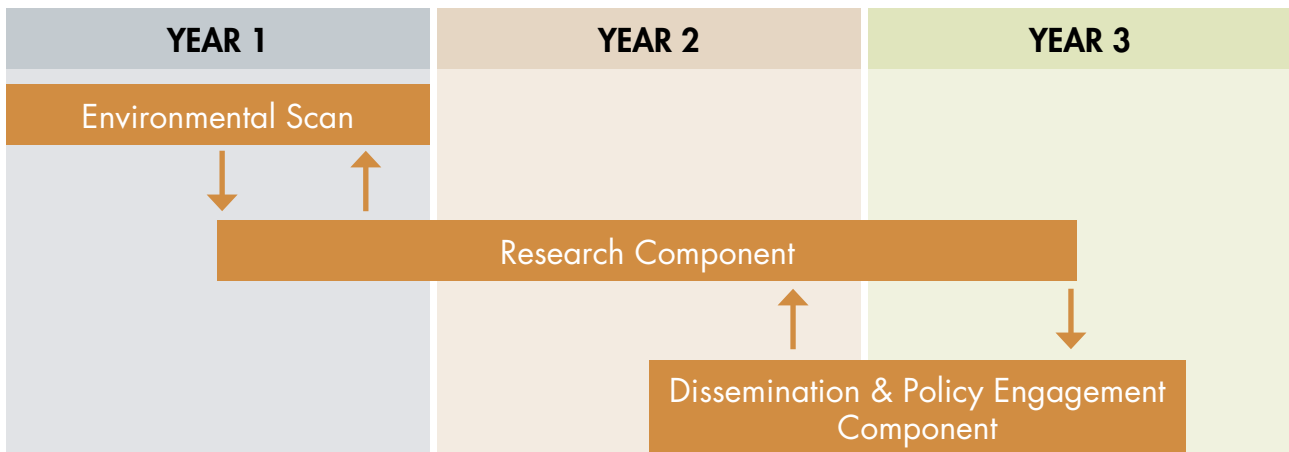 YEAR 1
YEAR 2
YEAR 3
Environmental Scan
Research Component
Dissemination & Policy Engagement
Component